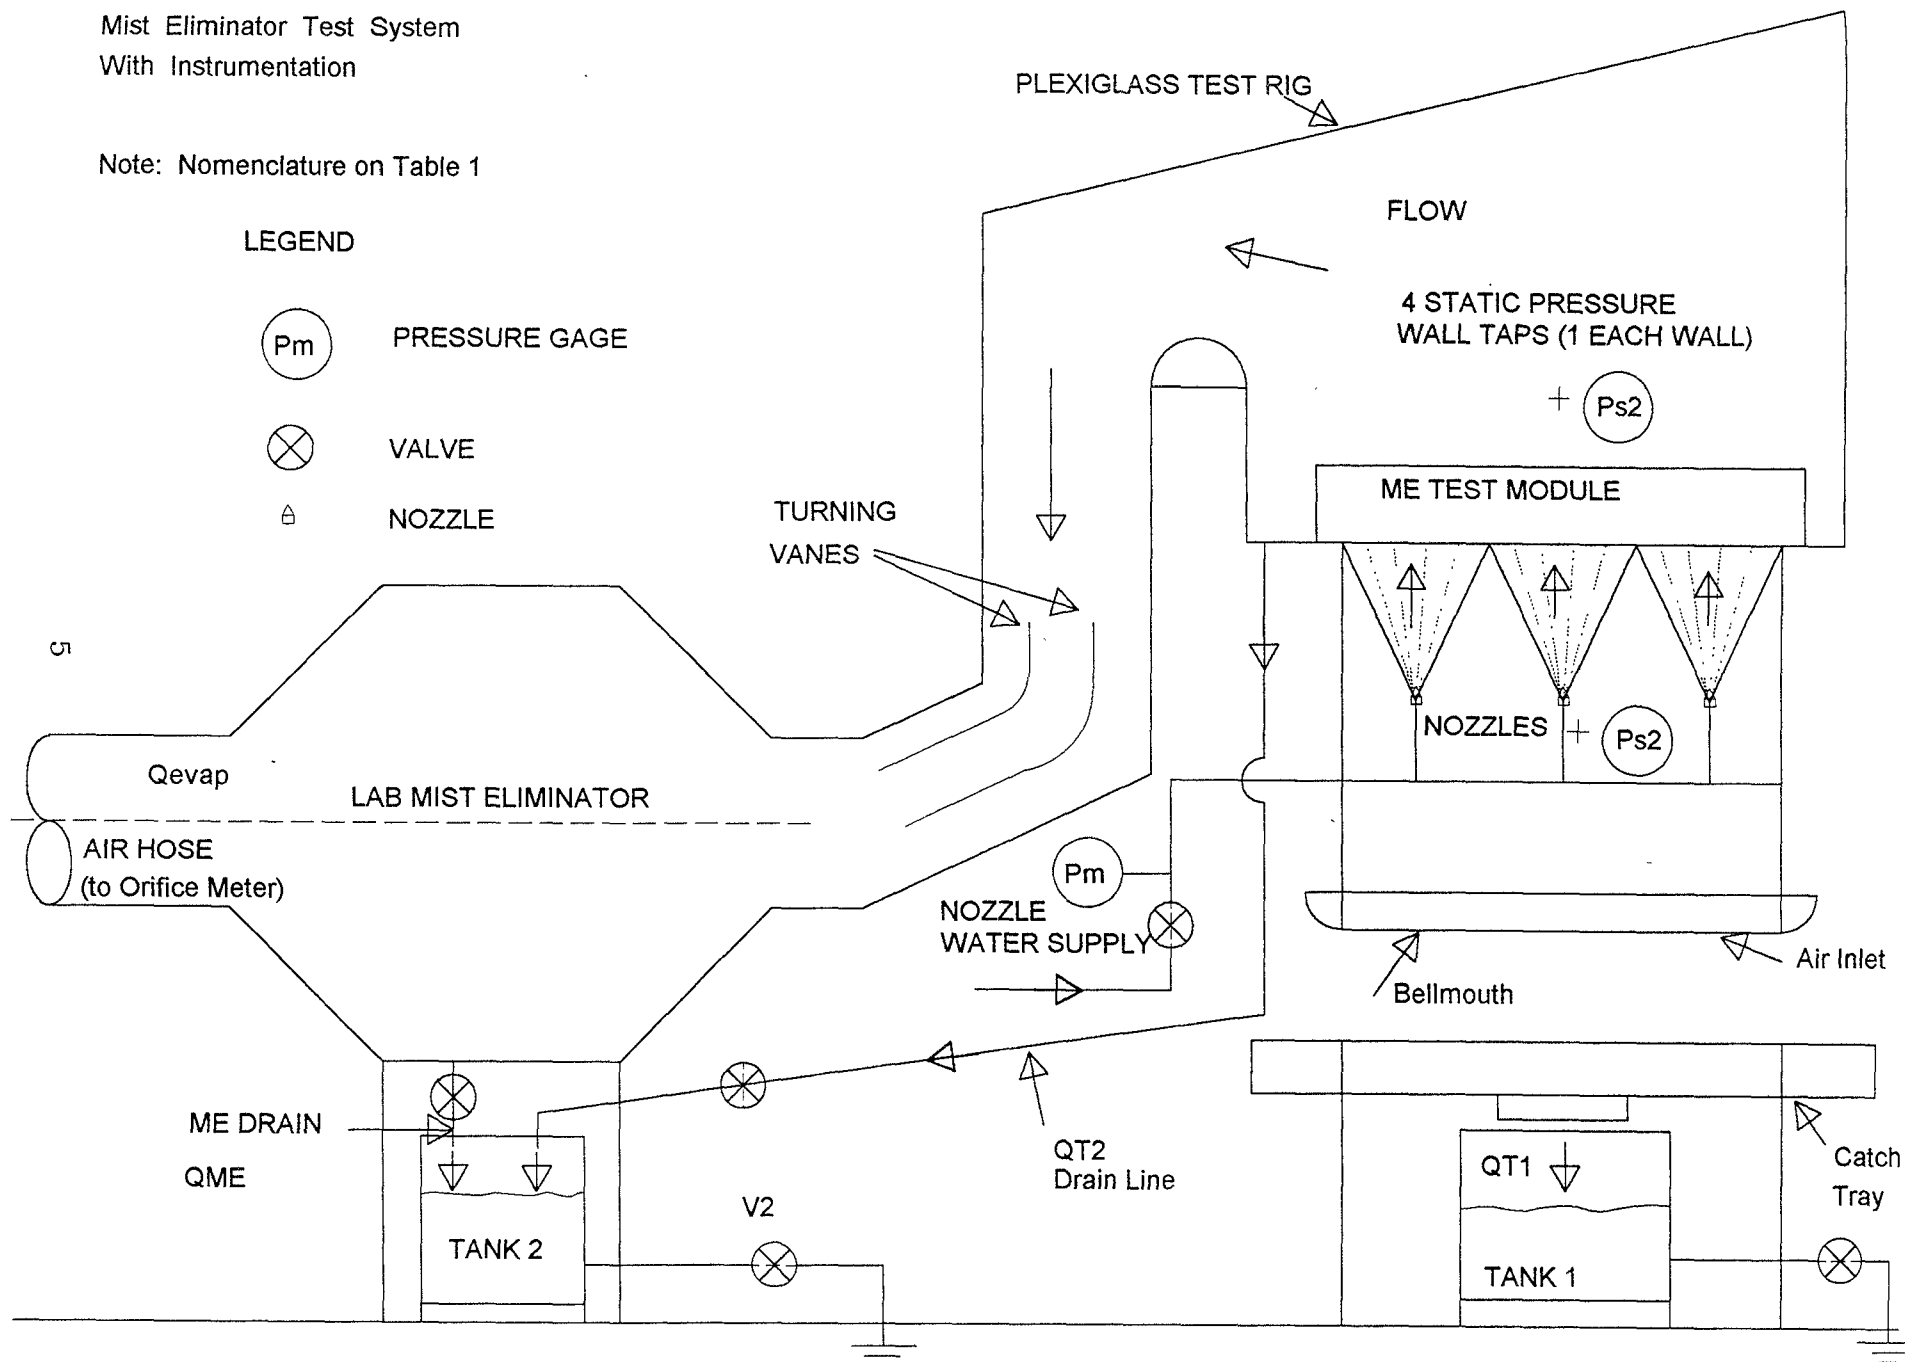 Mist Eliminator Test System
With Instrumentation
Note: Nomenclature on Table 1
LEGEND
Pm
PRESSURE GAGE
VALVE
NOZZLE
PLEXIGLASS TEST RIG
FLOW
4 STATIC PRESSURE
WALL TAPS (1 EACH WALL)
Ps2
ME TEST MODULE
TURNING
VANES
NOZZLES
Ps2
5
Qevap
LAB MIST ELIMINATOR
AIR HOSE
(to Orifice Meter)
Pm
NOZZLE
WATER SUPPLY
Air Inlet
Bellmouth
ME DRAIN
QME
QT2
Drain Line
QT1
Catch
Tray
V2
TANK 2
TANK 1